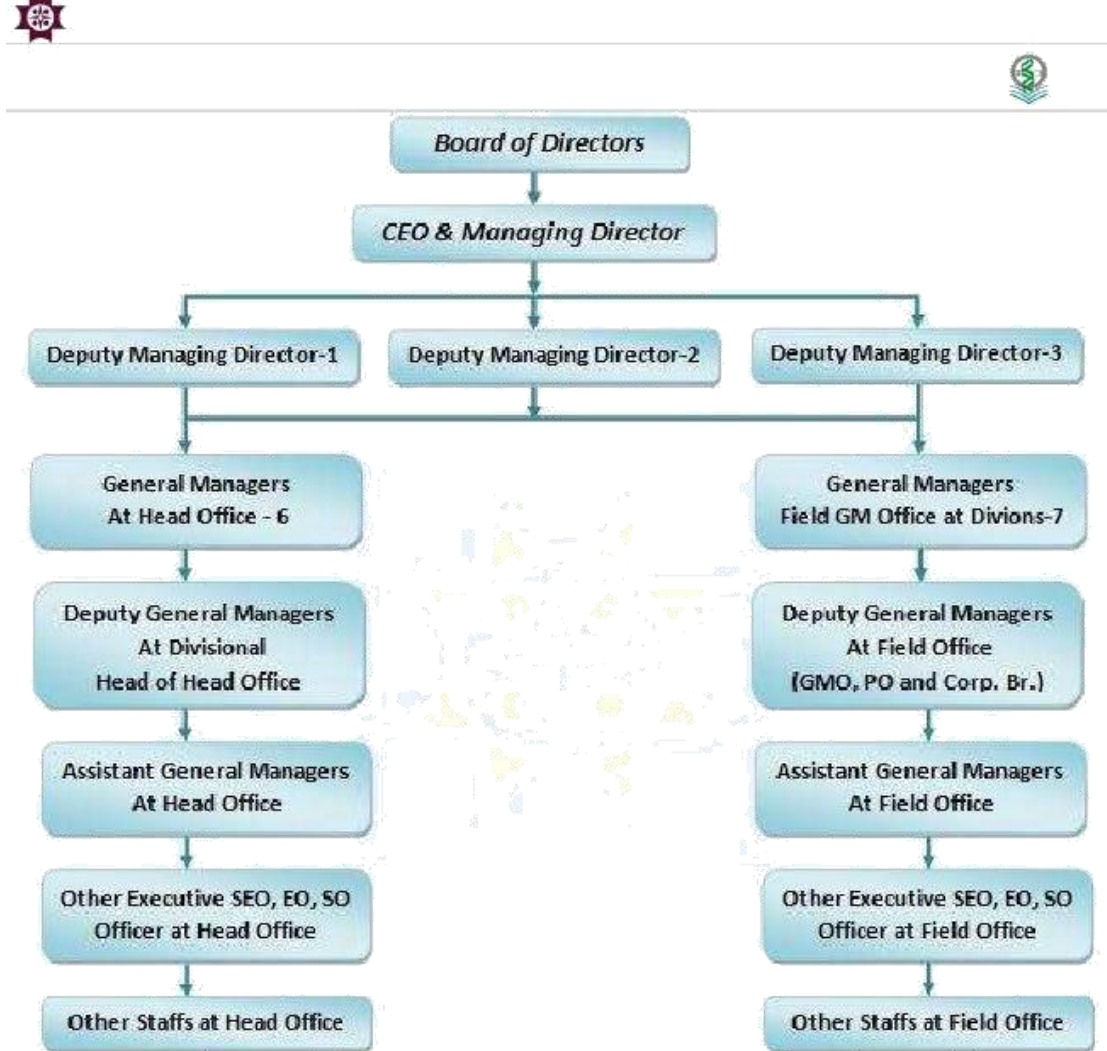 Board of Directors
CEO & Managing Director
Deputy Managing Director-1
Deputy Managing Director-2
Deputy Managing Director-3
General Managers
At Head Office - 6
General Managers
Field GM Office at Divions-7
Deputy General Managers
At Divisional
Head of Head Office
Deputy General Managers
At Field Office
(GMO, PO and Corp. Br.)
Assistant General Managers
At Head Office
Assistant General Managers
At Field Office
Other Executive SEO, EO, SO
Officer at Head Office
Other Executive SEO, EO, SO
Officer at Field Office
Other Staffs at Head Office
Other Staffs at Field Office